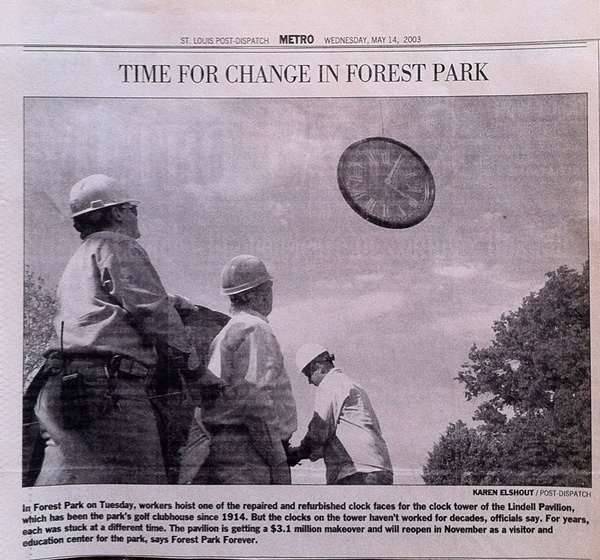 ST. LOUIS POST-DISPATCH METRO WEDNESDAY, MAY 14, 2003
TIME FOR CHANGE IN FOREST PARK
KAREN ELSHOUT / POST-DISPATCH
In Forest Park on Tuesday, workers hoist one of the repaired and refurbished clock faces for the clock tower of the Lindell Pavilion,
which has been the park's golf clubhouse since 1914. But the clocks on the tower haven't worked for decades, officials say. For years,
each was stuck at a different time. The pavilion is getting a $3.1 million makeover and will reopen in November as a visitor and
education center for the park, says Forest Park Forever.